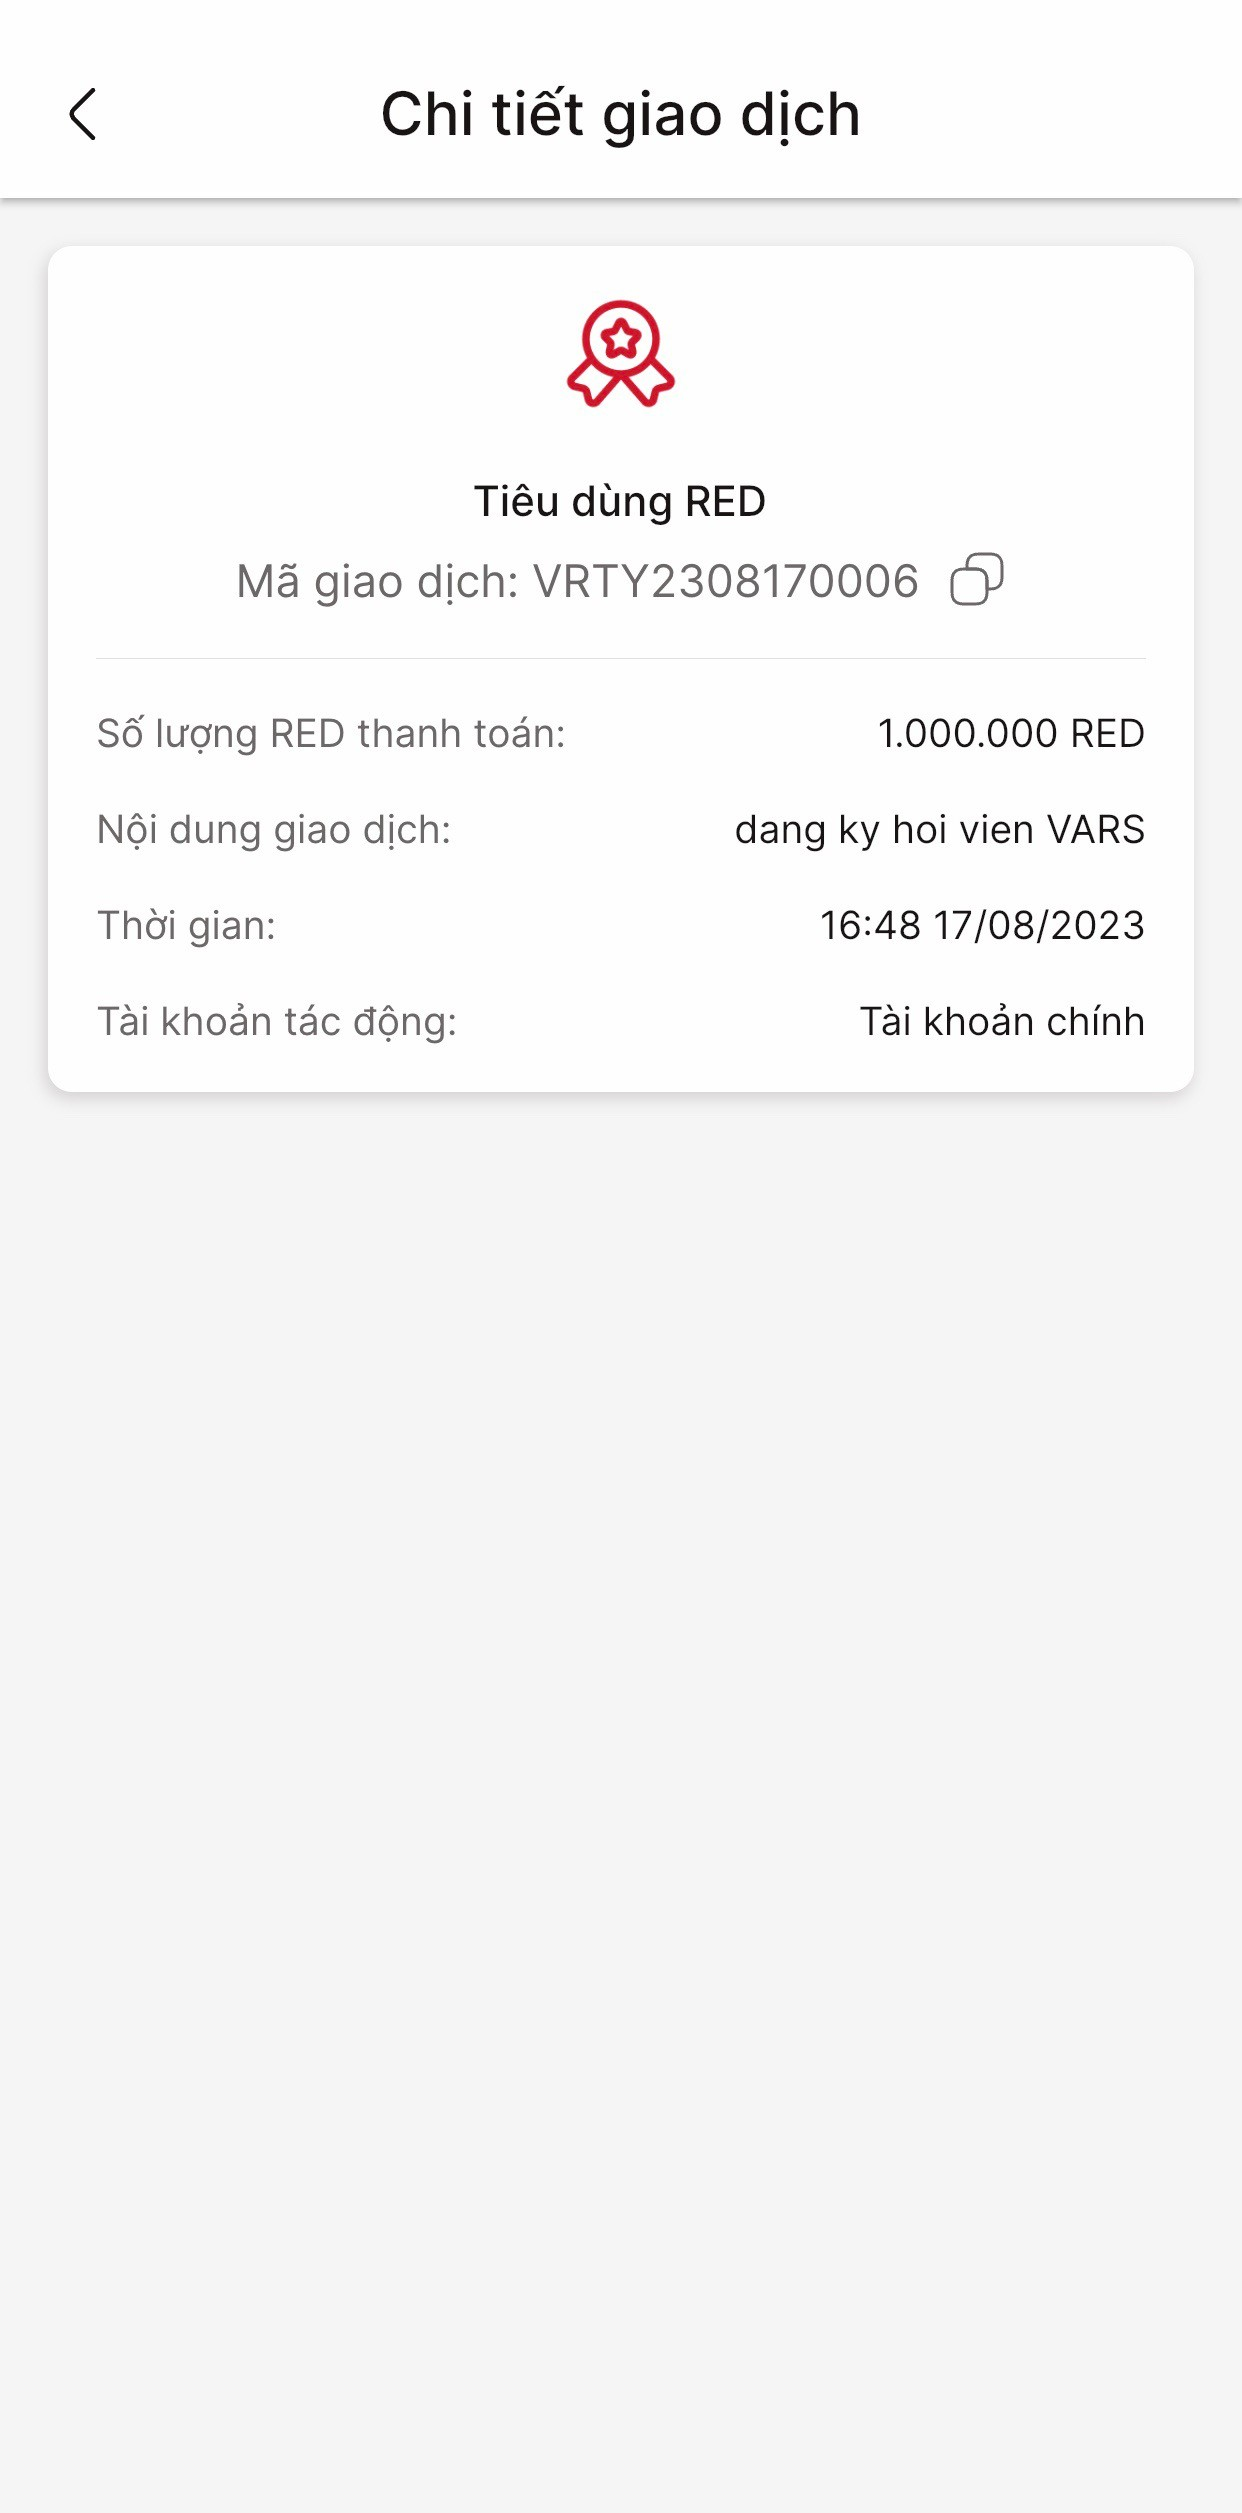 Chi tiết giao dịch
Tiêu dùng RED
Mã giao dịch: VRTY2308170006
Số lượng RED thanh toán: 1.000.000 RED
Nội dung giao dịch: dang ky hoi vien VARS
Thời gian: 16:48 17/08/2023
Tài khoản tác động: Tài khoản chính